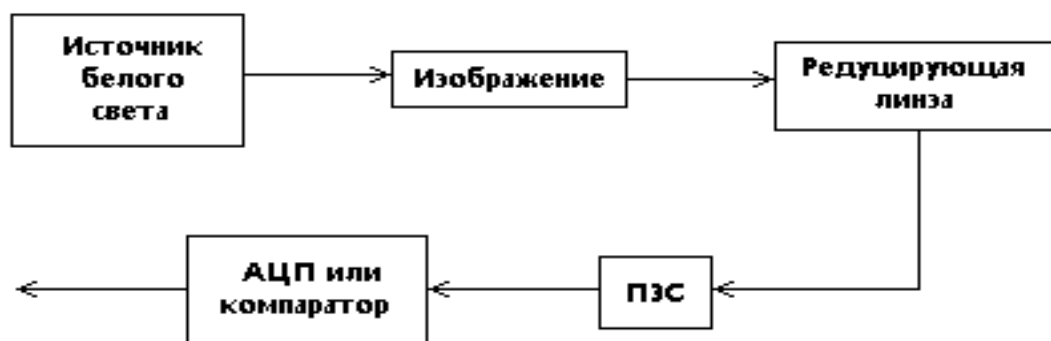 Источник
белого
света
Изображение
Редуцирующая
линза
АЦП или
компаратор
ПЗС